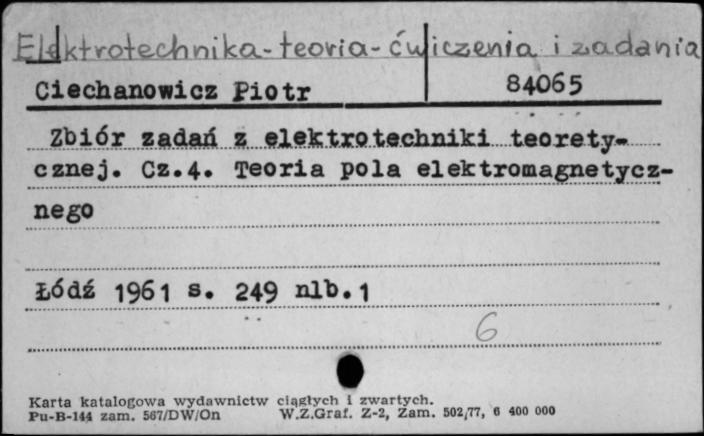 Elektrotechnika-teoria-ćwiczenia i zadania
Ciechanowicz Piotr 84065
Zbiór zadań z elektrotechniki teorety-
cznej. Cz.4. Teoria pola elektromagnetycz-
nego
Łódź 1961 s. 249 nlb.1
6
Karta katalogowa wydawnictw ciągłych i zwartych.
Pu-B-144 zam. 567/DW/On W.Z.Graf. Z-2, Zam. 502/77, 6 400 000